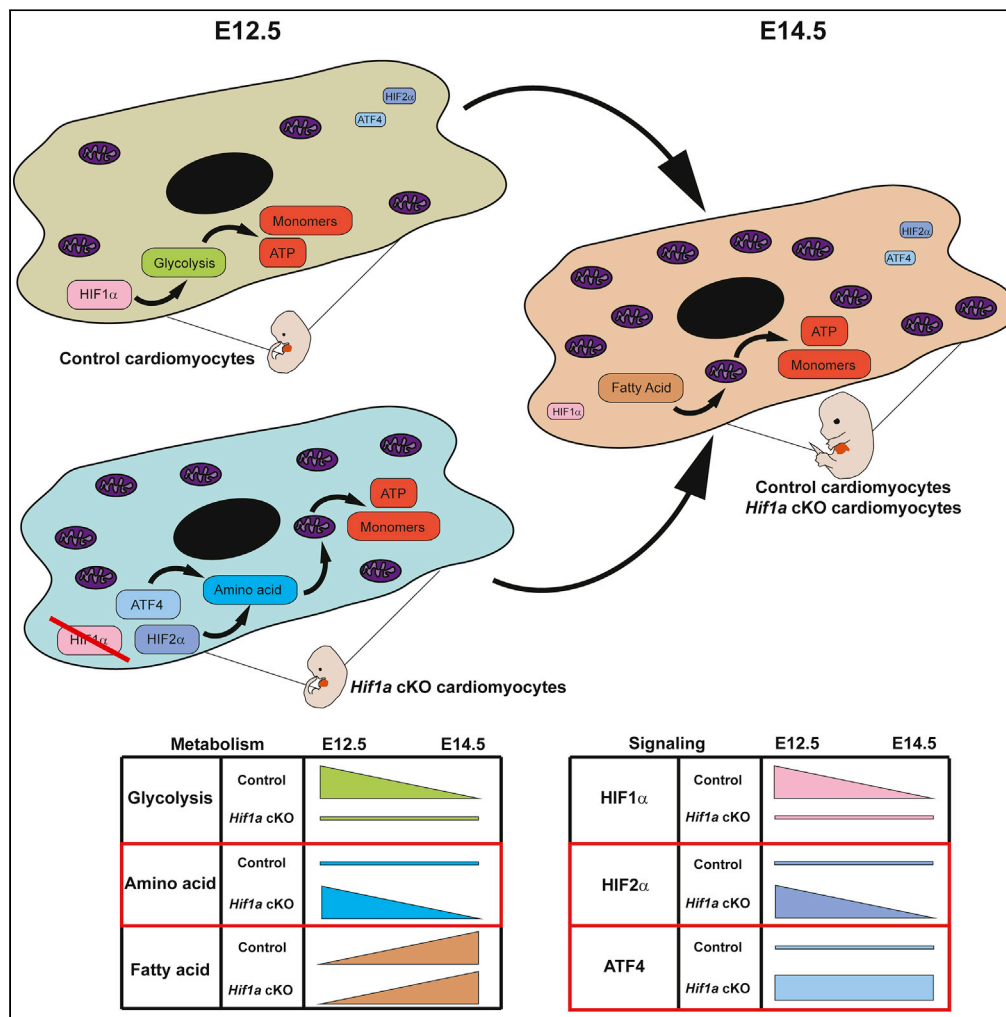 E12.5
E14.5
HIF2α
ATF4
Monomers
ATP
Glycolysis
HIF1α
Control cardiomyocytes
HIF2α
ATF4
ATP
Monomers
Fatty Acid
HIF1α
Control cardiomyocytes
Hif1a cKO cardiomyocytes
ATP
Monomers
Amino acid
ATF4
HIF1α
HIF2α
Hif1a cKO cardiomyocytes
Metabolism E12.5 E14.5
Glycolysis
Control
Hif1a cKO
Amino acid
Control
Hif1a cKO
Fatty acid
Control
Hif1a cKO
Signaling E12.5 E14.5
HIF1α
Control
Hif1a cKO
HIF2α
Control
Hif1a cKO
ATF4
Control
Hif1a cKO